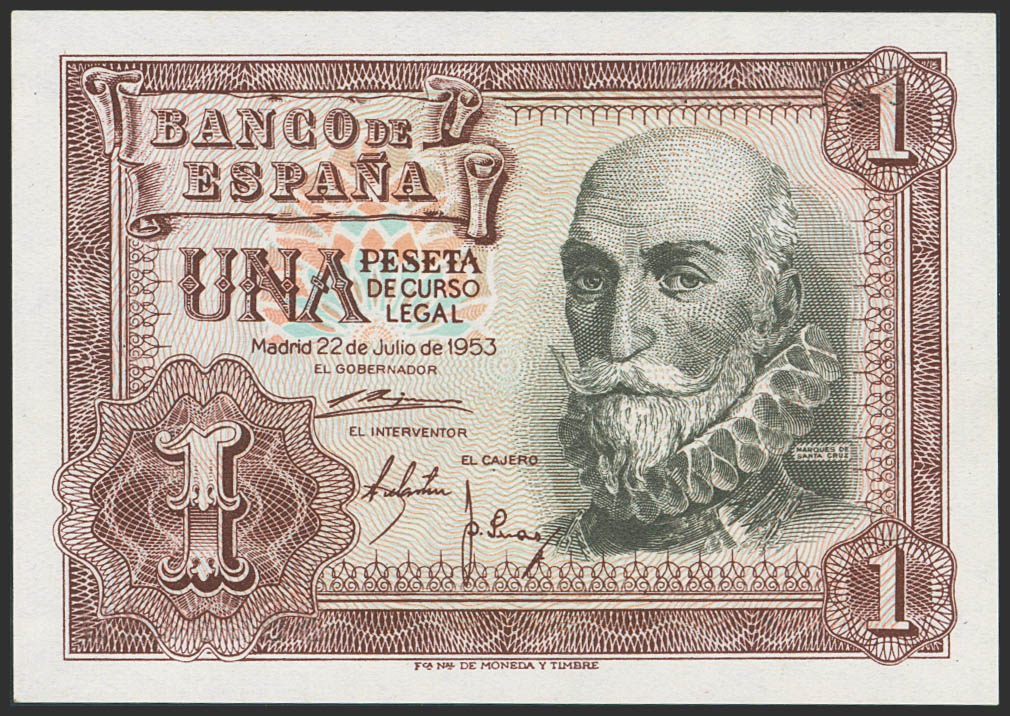 BANCO DE
ESPAÑA
UNA PESETA
DE CURSO
LEGAL
Madrid 22 de Julio de 1953
EL GOBERNADOR
EL INTERVENTOR
EL CAJERO
MARQUES DE
SANTA CRUZ
1
1
1
Fᶜᴬ Nᴬᴸ DE MONEDA Y TIMBRE